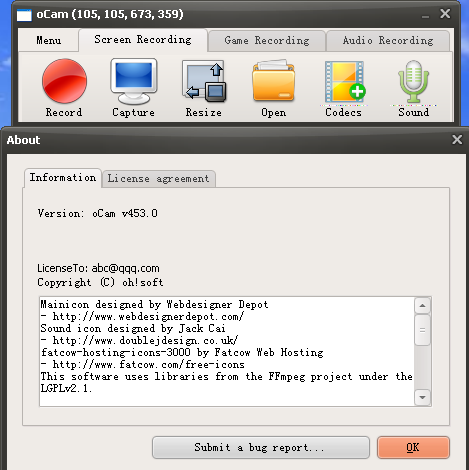 oCam (105, 105, 673, 359)
Menu
Screen Recording
Game Recording
Audio Recording
Record
Capture
Resize
Open
Codecs
Sound
About
Information
License agreement
Version: oCam v453.0
LicenseTo: abc@qqq.com
Copyright (C) oh!soft
Mainicon designed by Webdesigner Depot
- http://www.webdesignerdepot.com/
Sound icon designed by Jack Cai
- http://www.doublejdesign.co.uk/
fatcow-hosting-icons-3000 by Fatcow Web Hosting
- http://www.fatcow.com/free-icons
This software uses libraries from the FFmpeg project under the
LGPLv2.1.
Submit a bug report...
OK